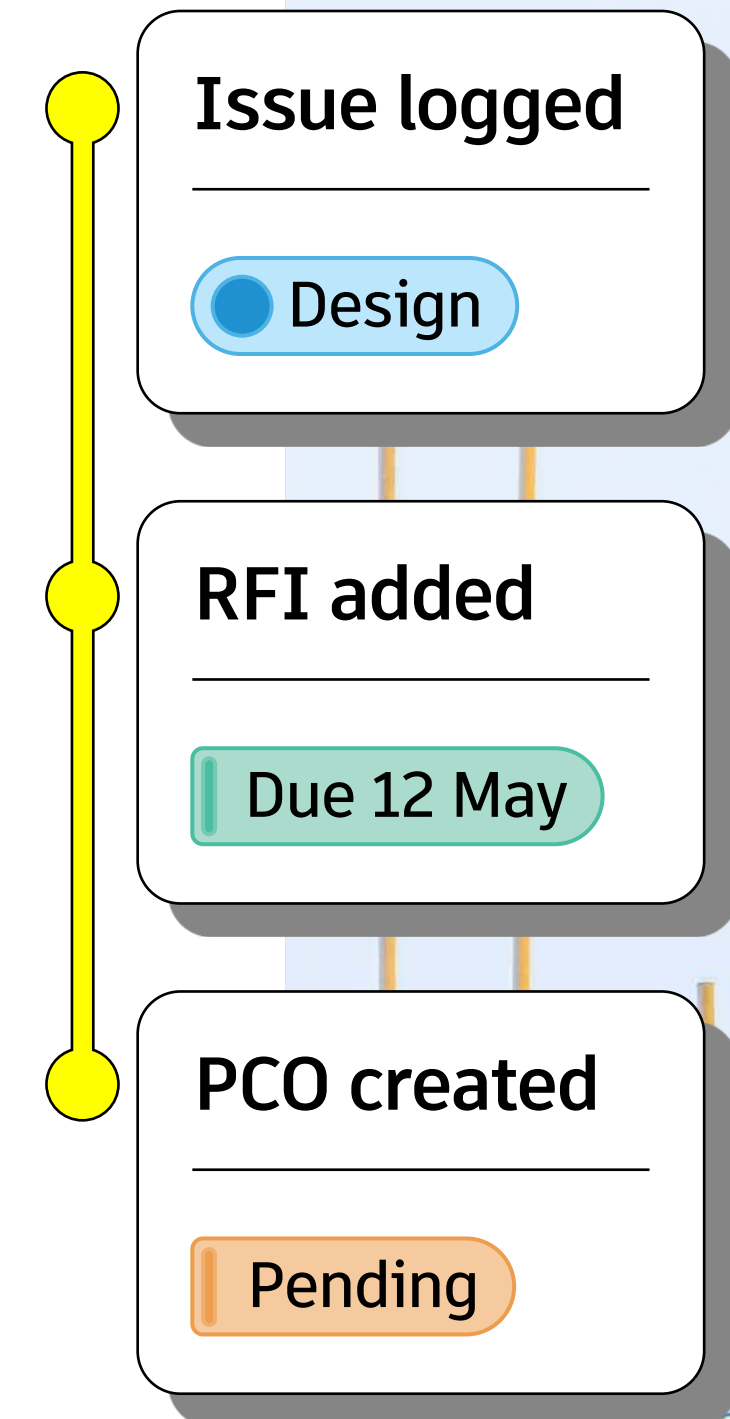 Issue logged
Design
RFI added
Due 12 May
PCO created
Pending